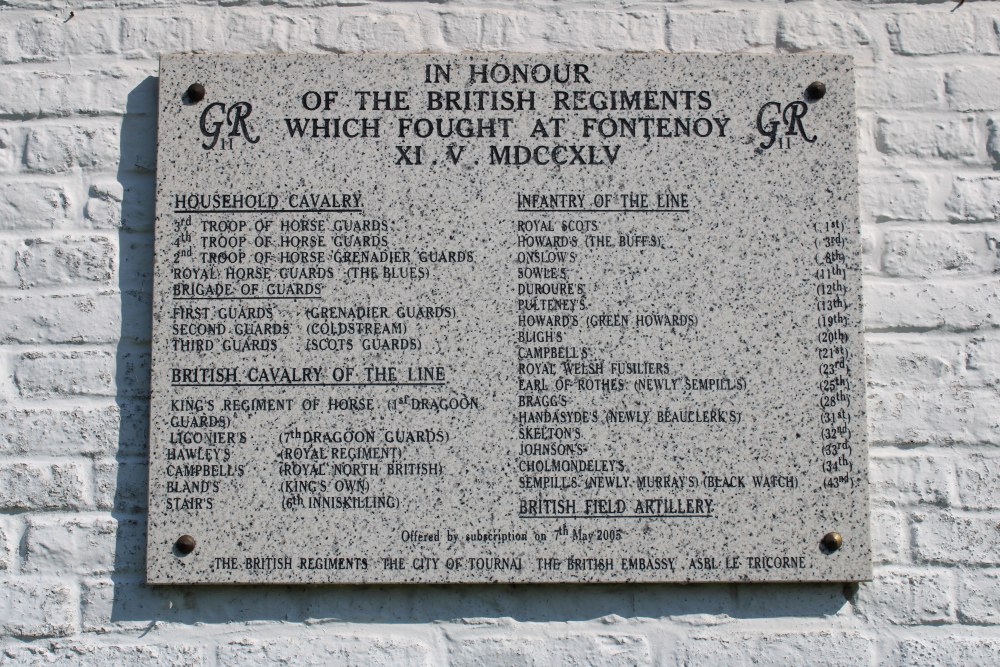 IN HONOUR
OF THE BRITISH REGIMENTS
WHICH FOUGHT AT FONTENOY
XI . V . MDCCXLV
GR
II
GR
II
HOUSEHOLD CAVALRY
3rd TROOP OF HORSE GUARDS
4th TROOP OF HORSE GUARDS
2nd TROOP OF HORSE GRENADIER GUARDS
ROYAL HORSE GUARDS (THE BLUES)
BRIGADE OF GUARDS
FIRST GUARDS (GRENADIER GUARDS)
SECOND GUARDS (COLDSTREAM)
THIRD GUARDS (SCOTS GUARDS)
BRITISH CAVALRY OF THE LINE
KING'S REGIMENT OF HORSE (1st DRAGOON
GUARDS)
LIGONIER'S (7th DRAGOON GUARDS)
HAWLEY'S (ROYAL REGIMENT)
CAMPBELL'S (ROYAL NORTH BRITISH)
BLAND'S (KING'S OWN)
STAIR'S (6th INNISKILLING)
INFANTRY OF THE LINE
ROYAL SCOTS (1st)
HOWARD'S (THE BUFFS) (3rd)
ONSLOW'S (8th)
SOWLE'S (11th)
DUROURE'S (12th)
PULTENEY'S (13th)
HOWARD'S (GREEN HOWARDS) (19th)
BLIGH'S (20th)
CAMPBELL'S (21st)
ROYAL WELSH FUSILIERS (23rd)
EARL OF ROTHES (NEWLY SEMPILL'S) (25th)
BRAGG'S (28th)
HANDASYDE'S (NEWLY BEAUCLERK'S) (31st)
SKELTON'S (32nd)
JOHNSON'S (33rd)
CHOLMONDELEY'S (34th)
SEMPILL'S (NEWLY MURRAY'S) (BLACK WATCH) (43nd)
BRITISH FIELD ARTILLERY
Offered by subscription on 7th May 2005
THE BRITISH REGIMENTS THE CITY OF TOURNAI THE BRITISH EMBASSY . ASBL LE TRICORNE .